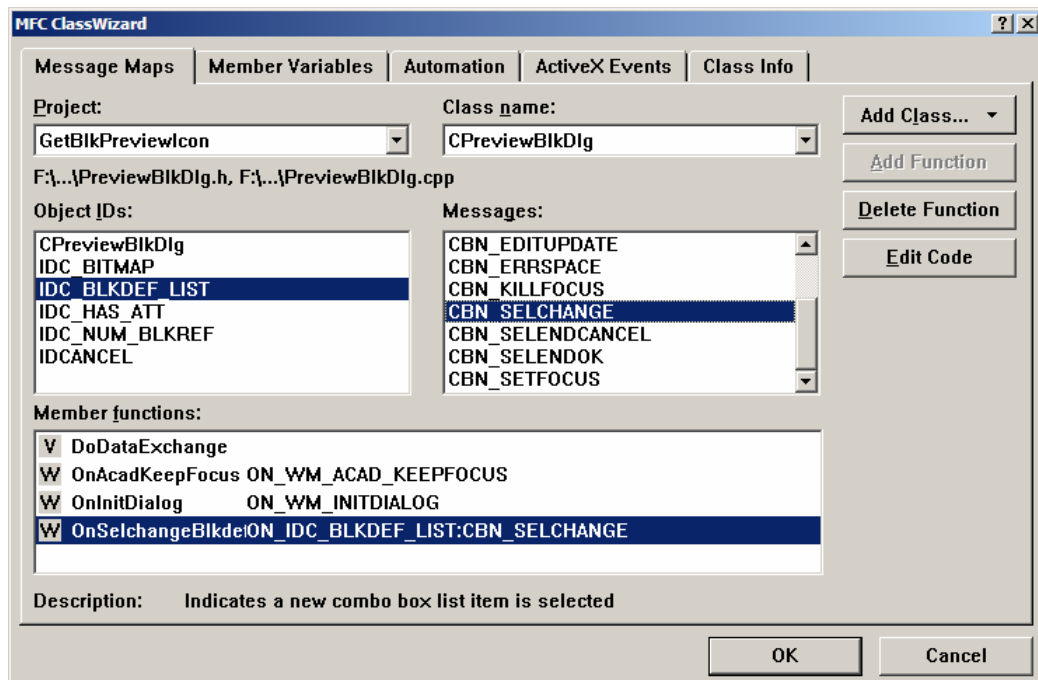 MFC ClassWizard
Message Maps Member Variables Automation ActiveX Events Class Info
Project: Class name:
GetBlkPreviewIcon CPreviewBlkDlg
Add Class...
Add Function
F:\...\PreviewBlkDlg.h, F:\...\PreviewBlkDlg.cpp
Object IDs: Messages:
Delete Function
Edit Code
CPreviewBlkDlg
IDC_BITMAP
IDC_BLKDEF_LIST
IDC_HAS_ATT
IDC_NUM_BLKREF
IDCANCEL
CBN_EDITUPDATE
CBN_ERRSPACE
CBN_KILLFOCUS
CBN_SELCHANGE
CBN_SELENDCANCEL
CBN_SELENDOK
CBN_SETFOCUS
Member functions:
V DoDataExchange
W OnAcadKeepFocus ON_WM_ACAD_KEEPFOCUS
W OnInitDialog ON_WM_INITDIALOG
W OnSelchangeBlkde ON_IDC_BLKDEF_LIST:CBN_SELCHANGE
Description: Indicates a new combo box list item is selected
OK Cancel